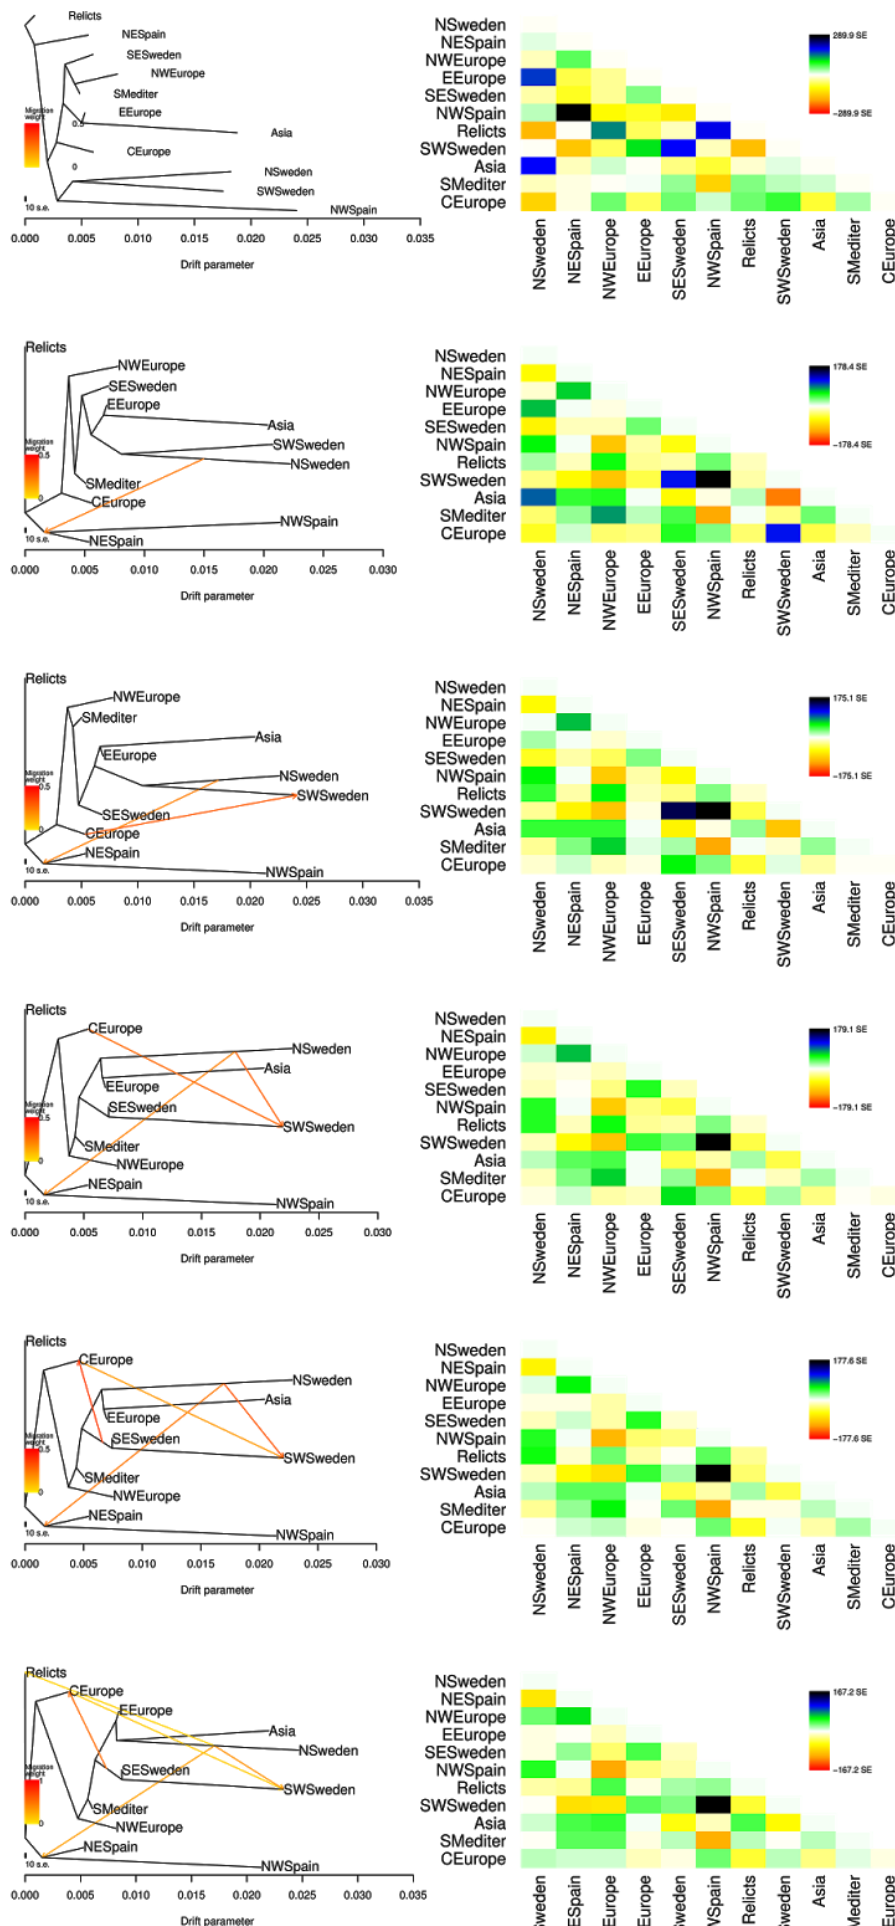 Relicts
NESpain
SESweden
NWEurope
SMediter
EEurope
Asia
CEurope
NSweden
SWSweden
NWSpain
Migration
weight
0.5
0
10 s.e.
0.000 0.005 0.010 0.015 0.020 0.025 0.030 0.035
Drift parameter
NSweden
NESpain
NWEurope
EEurope
SESweden
NWSpain
Relicts
SWSweden
Asia
SMediter
CEurope
289.9 SE
−289.9 SE
NSweden NESpain NWEurope EEurope SESweden NWSpain Relicts SWSweden Asia SMediter CEurope
Relicts
NWEurope
SESweden
EEurope
Asia
SWSweden
NSweden
SMediter
CEurope
NWSpain
NESpain
Migration
weight
0.5
0
10 s.e.
0.000 0.005 0.010 0.015 0.020 0.025 0.030
Drift parameter
NSweden
NESpain
NWEurope
EEurope
SESweden
NWSpain
Relicts
SWSweden
Asia
SMediter
CEurope
178.4 SE
−178.4 SE
NSweden NESpain NWEurope EEurope SESweden NWSpain Relicts SWSweden Asia SMediter CEurope
Relicts
NWEurope
SMediter
Asia
EEurope
NSweden
SWSweden
SESweden
CEurope
NESpain
NWSpain
Migration
weight
0.5
0
10 s.e.
0.000 0.005 0.010 0.015 0.020 0.025 0.030 0.035
Drift parameter
NSweden
NESpain
NWEurope
EEurope
SESweden
NWSpain
Relicts
SWSweden
Asia
SMediter
CEurope
175.1 SE
−175.1 SE
NSweden NESpain NWEurope EEurope SESweden NWSpain Relicts SWSweden Asia SMediter CEurope
Relicts
CEurope
NSweden
Asia
EEurope
SESweden
SWSweden
SMediter
NWEurope
NESpain
NWSpain
Migration
weight
0.5
0
10 s.e.
0.000 0.005 0.010 0.015 0.020 0.025 0.030
Drift parameter
NSweden
NESpain
NWEurope
EEurope
SESweden
NWSpain
Relicts
SWSweden
Asia
SMediter
CEurope
179.1 SE
−179.1 SE
NSweden NESpain NWEurope EEurope SESweden NWSpain Relicts SWSweden Asia SMediter CEurope
Relicts
CEurope
NSweden
Asia
EEurope
SESweden
SWSweden
SMediter
NWEurope
NESpain
NWSpain
Migration
weight
0.5
0
10 s.e.
0.000 0.005 0.010 0.015 0.020 0.025 0.030
Drift parameter
NSweden
NESpain
NWEurope
EEurope
SESweden
NWSpain
Relicts
SWSweden
Asia
SMediter
CEurope
177.6 SE
−177.6 SE
NSweden NESpain NWEurope EEurope SESweden NWSpain Relicts SWSweden Asia SMediter CEurope
Relicts
CEurope
EEurope
Asia
NSweden
SESweden
SWSweden
SMediter
NWEurope
NESpain
NWSpain
Migration
weight
1
0
10 s.e.
0.000 0.005 0.010 0.015 0.020 0.025 0.030 0.035
Drift parameter
NSweden
NESpain
NWEurope
EEurope
SESweden
NWSpain
Relicts
SWSweden
Asia
SMediter
CEurope
167.2 SE
−167.2 SE
Sweden ESpain Europe Europe Sweden VSpain Relicts Sweden Asia Mediter Europe